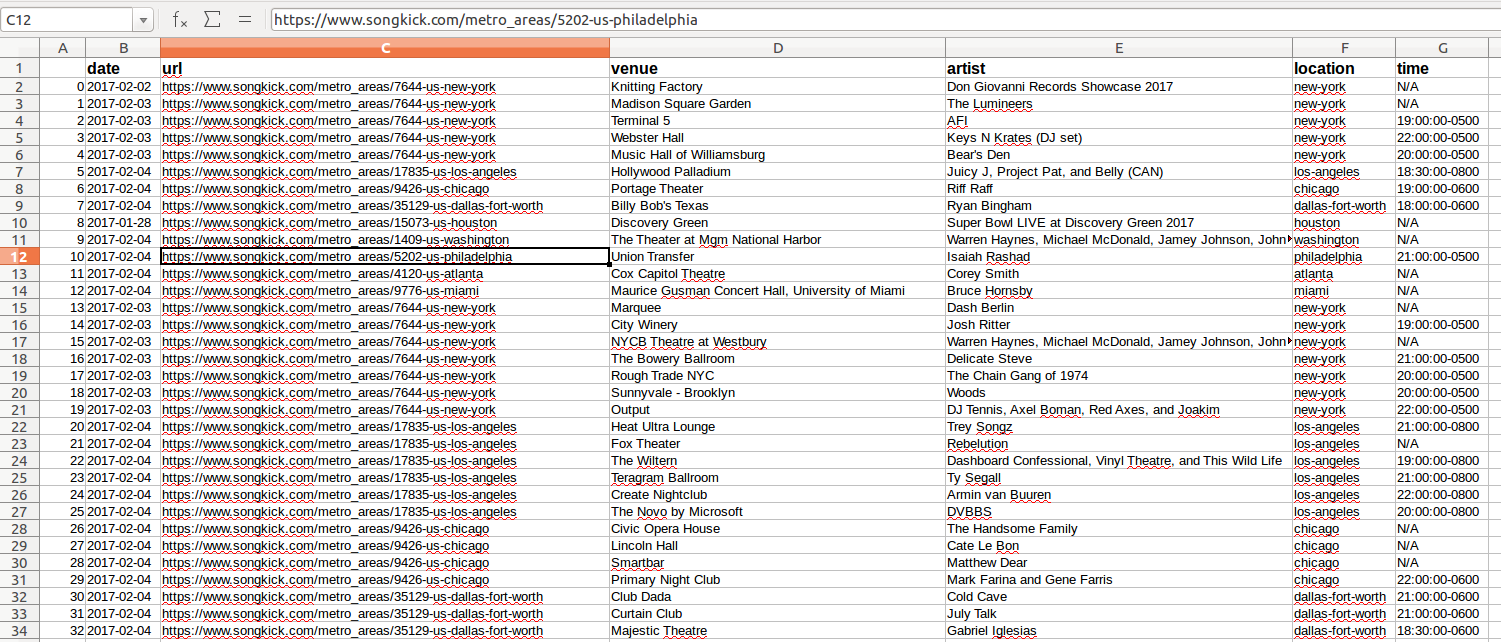 C12 fx Σ = https://www.songkick.com/metro_areas/5202-us-philadelphia
A B C D E F G
1 date url venue artist location time
2 0 2017-02-02 https://www.songkick.com/metro_areas/7644-us-new-york Knitting Factory Don Giovanni Records Showcase 2017 new-york N/A
3 1 2017-02-03 https://www.songkick.com/metro_areas/7644-us-new-york Madison Square Garden The Lumineers new-york N/A
4 2 2017-02-03 https://www.songkick.com/metro_areas/7644-us-new-york Terminal 5 AFI new-york 19:00:00-0500
5 3 2017-02-03 https://www.songkick.com/metro_areas/7644-us-new-york Webster Hall Keys N Krates (DJ set) new-york 22:00:00-0500
6 4 2017-02-03 https://www.songkick.com/metro_areas/7644-us-new-york Music Hall of Williamsburg Bear's Den new-york 20:00:00-0500
7 5 2017-02-04 https://www.songkick.com/metro_areas/17835-us-los-angeles Hollywood Palladium Juicy J, Project Pat, and Belly (CAN) los-angeles 18:30:00-0800
8 6 2017-02-04 https://www.songkick.com/metro_areas/9426-us-chicago Portage Theater Riff Raff chicago 19:00:00-0600
9 7 2017-02-04 https://www.songkick.com/metro_areas/35129-us-dallas-fort-worth Billy Bob's Texas Ryan Bingham dallas-fort-worth 18:00:00-0600
10 8 2017-01-28 https://www.songkick.com/metro_areas/15073-us-houston Discovery Green Super Bowl LIVE at Discovery Green 2017 houston N/A
11 9 2017-02-04 https://www.songkick.com/metro_areas/1409-us-washington The Theater at Mgm National Harbor Warren Haynes, Michael McDonald, Jamey Johnson, John washington N/A
12 10 2017-02-04 https://www.songkick.com/metro_areas/5202-us-philadelphia Union Transfer Isaiah Rashad philadelphia 21:00:00-0500
13 11 2017-02-04 https://www.songkick.com/metro_areas/4120-us-atlanta Cox Capitol Theatre Corey Smith atlanta N/A
14 12 2017-02-04 https://www.songkick.com/metro_areas/9776-us-miami Maurice Gusman Concert Hall, University of Miami Bruce Hornsby miami N/A
15 13 2017-02-03 https://www.songkick.com/metro_areas/7644-us-new-york Marquee Dash Berlin new-york N/A
16 14 2017-02-03 https://www.songkick.com/metro_areas/7644-us-new-york City Winery Josh Ritter new-york 19:00:00-0500
17 15 2017-02-03 https://www.songkick.com/metro_areas/7644-us-new-york NYCB Theatre at Westbury Warren Haynes, Michael McDonald, Jamey Johnson, John new-york N/A
18 16 2017-02-03 https://www.songkick.com/metro_areas/7644-us-new-york The Bowery Ballroom Delicate Steve new-york 21:00:00-0500
19 17 2017-02-03 https://www.songkick.com/metro_areas/7644-us-new-york Rough Trade NYC The Chain Gang of 1974 new-york 20:00:00-0500
20 18 2017-02-03 https://www.songkick.com/metro_areas/7644-us-new-york Sunnyvale - Brooklyn Woods new-york 20:00:00-0500
21 19 2017-02-03 https://www.songkick.com/metro_areas/7644-us-new-york Output DJ Tennis, Axel Boman, Red Axes, and Joakim new-york 22:00:00-0500
22 20 2017-02-04 https://www.songkick.com/metro_areas/17835-us-los-angeles Heat Ultra Lounge Trey Songz los-angeles 21:00:00-0800
23 21 2017-02-04 https://www.songkick.com/metro_areas/17835-us-los-angeles Fox Theater Rebelution los-angeles N/A
24 22 2017-02-04 https://www.songkick.com/metro_areas/17835-us-los-angeles The Wiltern Dashboard Confessional, Vinyl Theatre, and This Wild Life los-angeles 19:00:00-0800
25 23 2017-02-04 https://www.songkick.com/metro_areas/17835-us-los-angeles Teragram Ballroom Ty Segall los-angeles 21:00:00-0800
26 24 2017-02-04 https://www.songkick.com/metro_areas/17835-us-los-angeles Create Nightclub Armin van Buuren los-angeles 22:00:00-0800
27 25 2017-02-04 https://www.songkick.com/metro_areas/17835-us-los-angeles The Novo by Microsoft DVBBS los-angeles 20:00:00-0800
28 26 2017-02-04 https://www.songkick.com/metro_areas/9426-us-chicago Civic Opera House The Handsome Family chicago N/A
29 27 2017-02-04 https://www.songkick.com/metro_areas/9426-us-chicago Lincoln Hall Cate Le Bon chicago N/A
30 28 2017-02-04 https://www.songkick.com/metro_areas/9426-us-chicago Smartbar Matthew Dear chicago N/A
31 29 2017-02-04 https://www.songkick.com/metro_areas/9426-us-chicago Primary Night Club Mark Farina and Gene Farris chicago 22:00:00-0600
32 30 2017-02-04 https://www.songkick.com/metro_areas/35129-us-dallas-fort-worth Club Dada Cold Cave dallas-fort-worth 21:00:00-0600
33 31 2017-02-04 https://www.songkick.com/metro_areas/35129-us-dallas-fort-worth Curtain Club July Talk dallas-fort-worth 21:00:00-0600
34 32 2017-02-04 https://www.songkick.com/metro_areas/35129-us-dallas-fort-worth Majestic Theatre Gabriel Iglesias dallas-fort-worth 18:30:00-0600